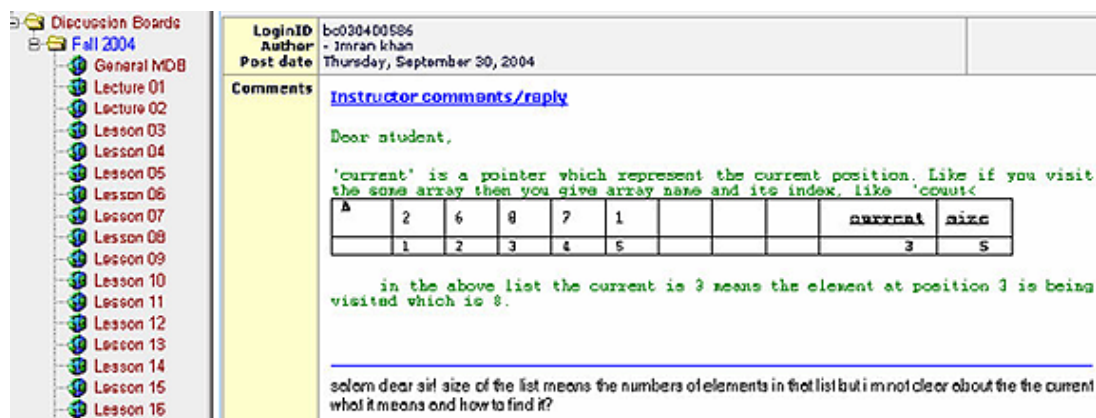 Discussion Boards
Fall 2004
General MDB
Lecture 01
Lecture 02
Lesson 03
Lesson 04
Lesson 05
Lesson 06
Lesson 07
Lesson 08
Lesson 09
Lesson 10
Lesson 11
Lesson 12
Lesson 13
Lesson 14
Lesson 15
Lesson 16
LoginID bc030400586
Author - Imran khan
Post date Thursday, September 30, 2004
Comments
Instructor comments/reply
Dear student,
'current' is a pointer which represent the current position. Like if you visit
the some array then you give array name and its index, like 'count<
A 2 6 8 7 1 current size
1 2 3 4 5 3 5
in the above list the current is 3 means the element at position 3 is being
visited which is 8.
salam dear sir! size of the list means the numbers of elements in that list but i m not clear about the the current
what it means and how to find it?